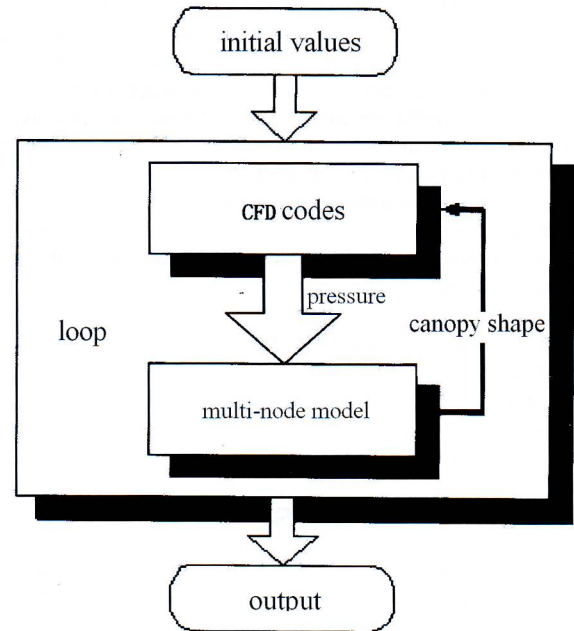 initial values
CFD codes
pressure
loop
canopy shape
multi-node model
output